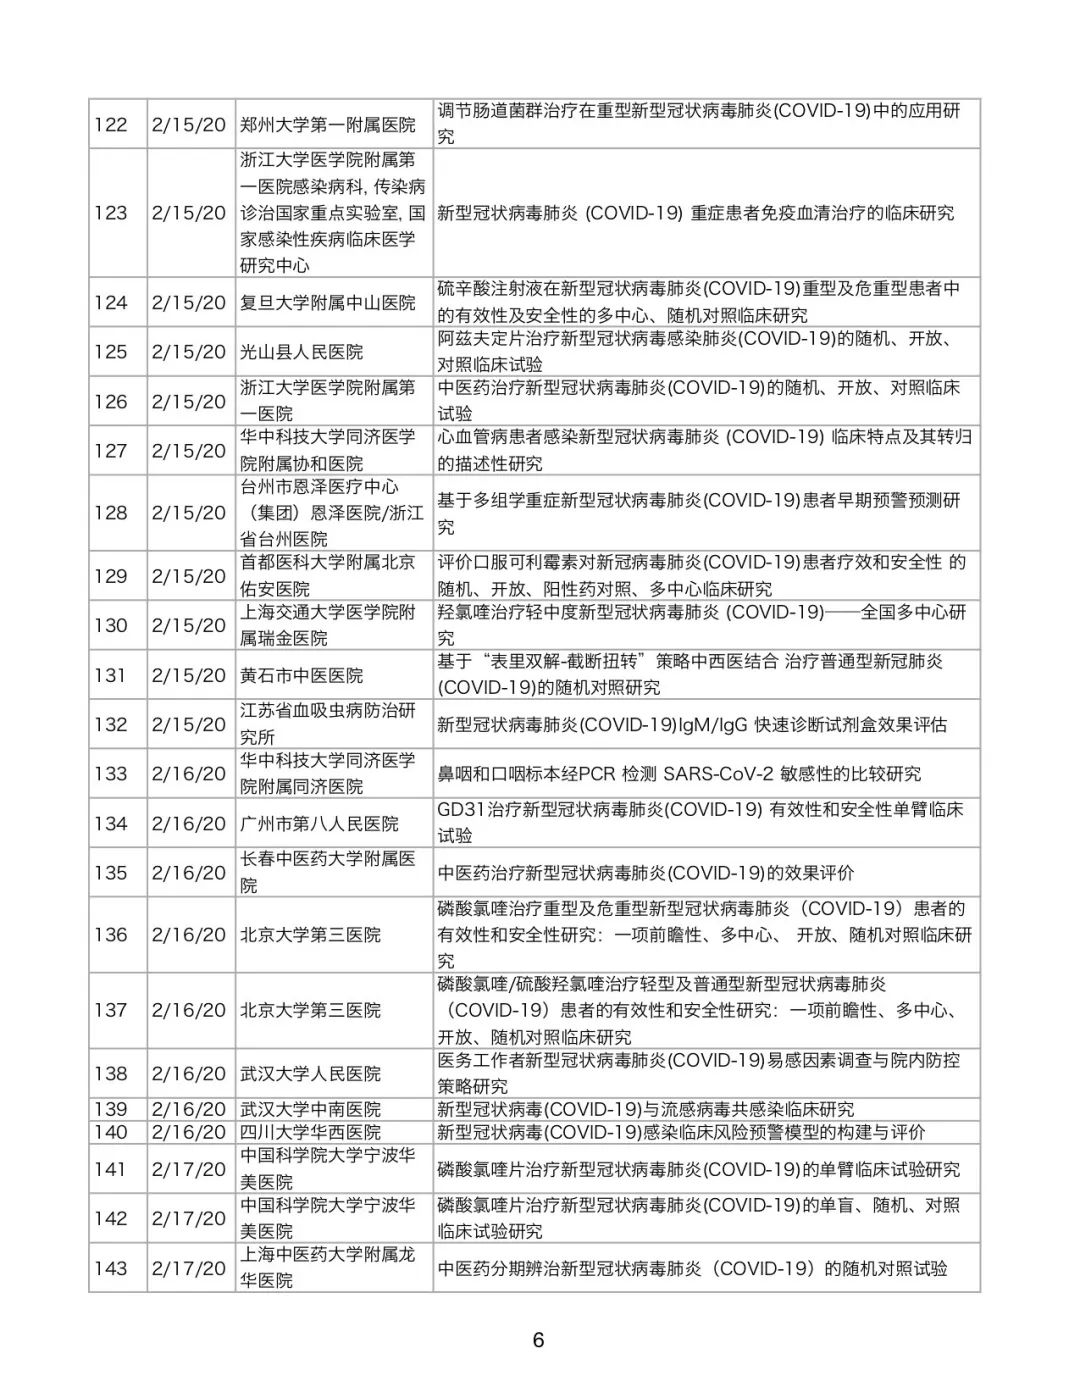 122 2/15/20 郑州大学第一附属医院 调节肠道菌群治疗在重型新型冠状病毒肺炎(COVID-19)中的应用研
究
浙江大学医学院附属第
一医院感染病科, 传染病
123 2/15/20 诊治国家重点实验室, 国 新型冠状病毒肺炎 (COVID-19) 重症患者免疫血清治疗的临床研究
家感染性疾病临床医学
研究中心
124 2/15/20 复旦大学附属中山医院 硫辛酸注射液在新型冠状病毒肺炎(COVID-19)重型及危重型患者中
的有效性及安全性的多中心、随机对照临床研究
125 2/15/20 光山县人民医院 阿兹夫定片治疗新型冠状病毒感染肺炎(COVID-19)的随机、开放、
对照临床试验
126 2/15/20 浙江大学医学院附属第 中医药治疗新型冠状病毒肺炎(COVID-19)的随机、开放、对照临床
一医院 试验
127 2/15/20 华中科技大学同济医学 心血管病患者感染新型冠状病毒肺炎 (COVID-19) 临床特点及其转归
院附属协和医院 的描述性研究
台州市恩泽医疗中心
128 2/15/20 （集团）恩泽医院/浙江 基于多组学重症新型冠状病毒肺炎(COVID-19)患者早期预警预测研
省台州医院 究
129 2/15/20 首都医科大学附属北京 评价口服可利霉素对新冠病毒肺炎(COVID-19)患者疗效和安全性 的
佑安医院 随机、开放、阳性药对照、多中心临床研究
130 2/15/20 上海交通大学医学院附 羟氯喹治疗轻中度新型冠状病毒肺炎 (COVID-19)——全国多中心研
属瑞金医院 究
131 2/15/20 黄石市中医医院 基于“表里双解-截断扭转”策略中西医结合 治疗普通型新冠肺炎
(COVID-19)的随机对照研究
132 2/15/20 江苏省血吸虫病防治研 新型冠状病毒肺炎(COVID-19)IgM/IgG 快速诊断试剂盒效果评估
究所
133 2/16/20 华中科技大学同济医学 鼻咽和口咽标本经PCR 检测 SARS-CoV-2 敏感性的比较研究
院附属同济医院
134 2/16/20 广州市第八人民医院 GD31治疗新型冠状病毒肺炎(COVID-19) 有效性和安全性单臂临床
试验
135 2/16/20 长春中医药大学附属医 中医药治疗新型冠状病毒肺炎(COVID-19)的效果评价
院
磷酸氯喹治疗重型及危重型新型冠状病毒肺炎（COVID-19）患者的
136 2/16/20 北京大学第三医院 有效性和安全性研究：一项前瞻性、多中心、 开放、随机对照临床研
究
磷酸氯喹/硫酸羟氯喹治疗轻型及普通型新型冠状病毒肺炎
137 2/16/20 北京大学第三医院 （COVID-19）患者的有效性和安全性研究：一项前瞻性、多中心、
开放、随机对照临床研究
138 2/16/20 武汉大学人民医院 医务工作者新型冠状病毒肺炎(COVID-19)易感因素调查与院内防控
策略研究
139 2/16/20 武汉大学中南医院 新型冠状病毒(COVID-19)与流感病毒共感染临床研究
140 2/16/20 四川大学华西医院 新型冠状病毒(COVID-19)感染临床风险预警模型的构建与评价
141 2/17/20 中国科学院大学宁波华 磷酸氯喹片治疗新型冠状病毒肺炎(COVID-19)的单臂临床试验研究
美医院
142 2/17/20 中国科学院大学宁波华 磷酸氯喹片治疗新型冠状病毒肺炎(COVID-19)的单盲、随机、对照
美医院 临床试验研究
143 2/17/20 上海中医药大学附属龙 中医药分期辨治新型冠状病毒肺炎（COVID-19）的随机对照试验
华医院
6